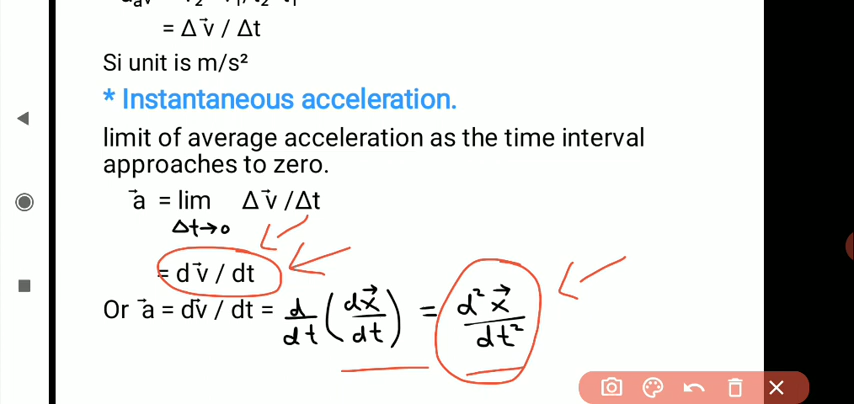 = Δv⃗ / Δt
Si unit is m/s²
* Instantaneous acceleration.
limit of average acceleration as the time interval
approaches to zero.
a⃗ = lim Δv⃗ /Δt
Δt→0
= dv⃗ / dt
Or a⃗ = dv⃗ / dt = d/dt (dx⃗/dt) = d²x⃗/dt²